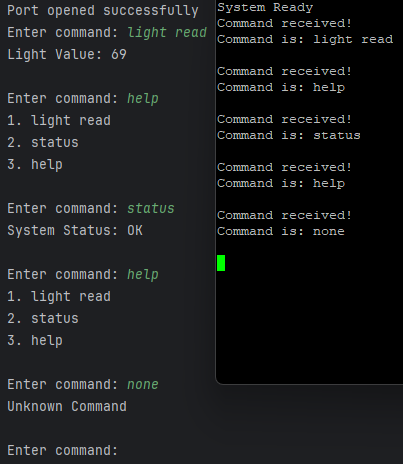 Port opened successfully
Enter command: light read
Light Value: 69
Enter command: help
1. light read
2. status
3. help
Enter command: status
System Status: OK
Enter command: help
1. light read
2. status
3. help
Enter command: none
Unknown Command
Enter command:
System Ready
Command received!
Command is: light read
Command received!
Command is: help
Command received!
Command is: status
Command received!
Command is: help
Command received!
Command is: none